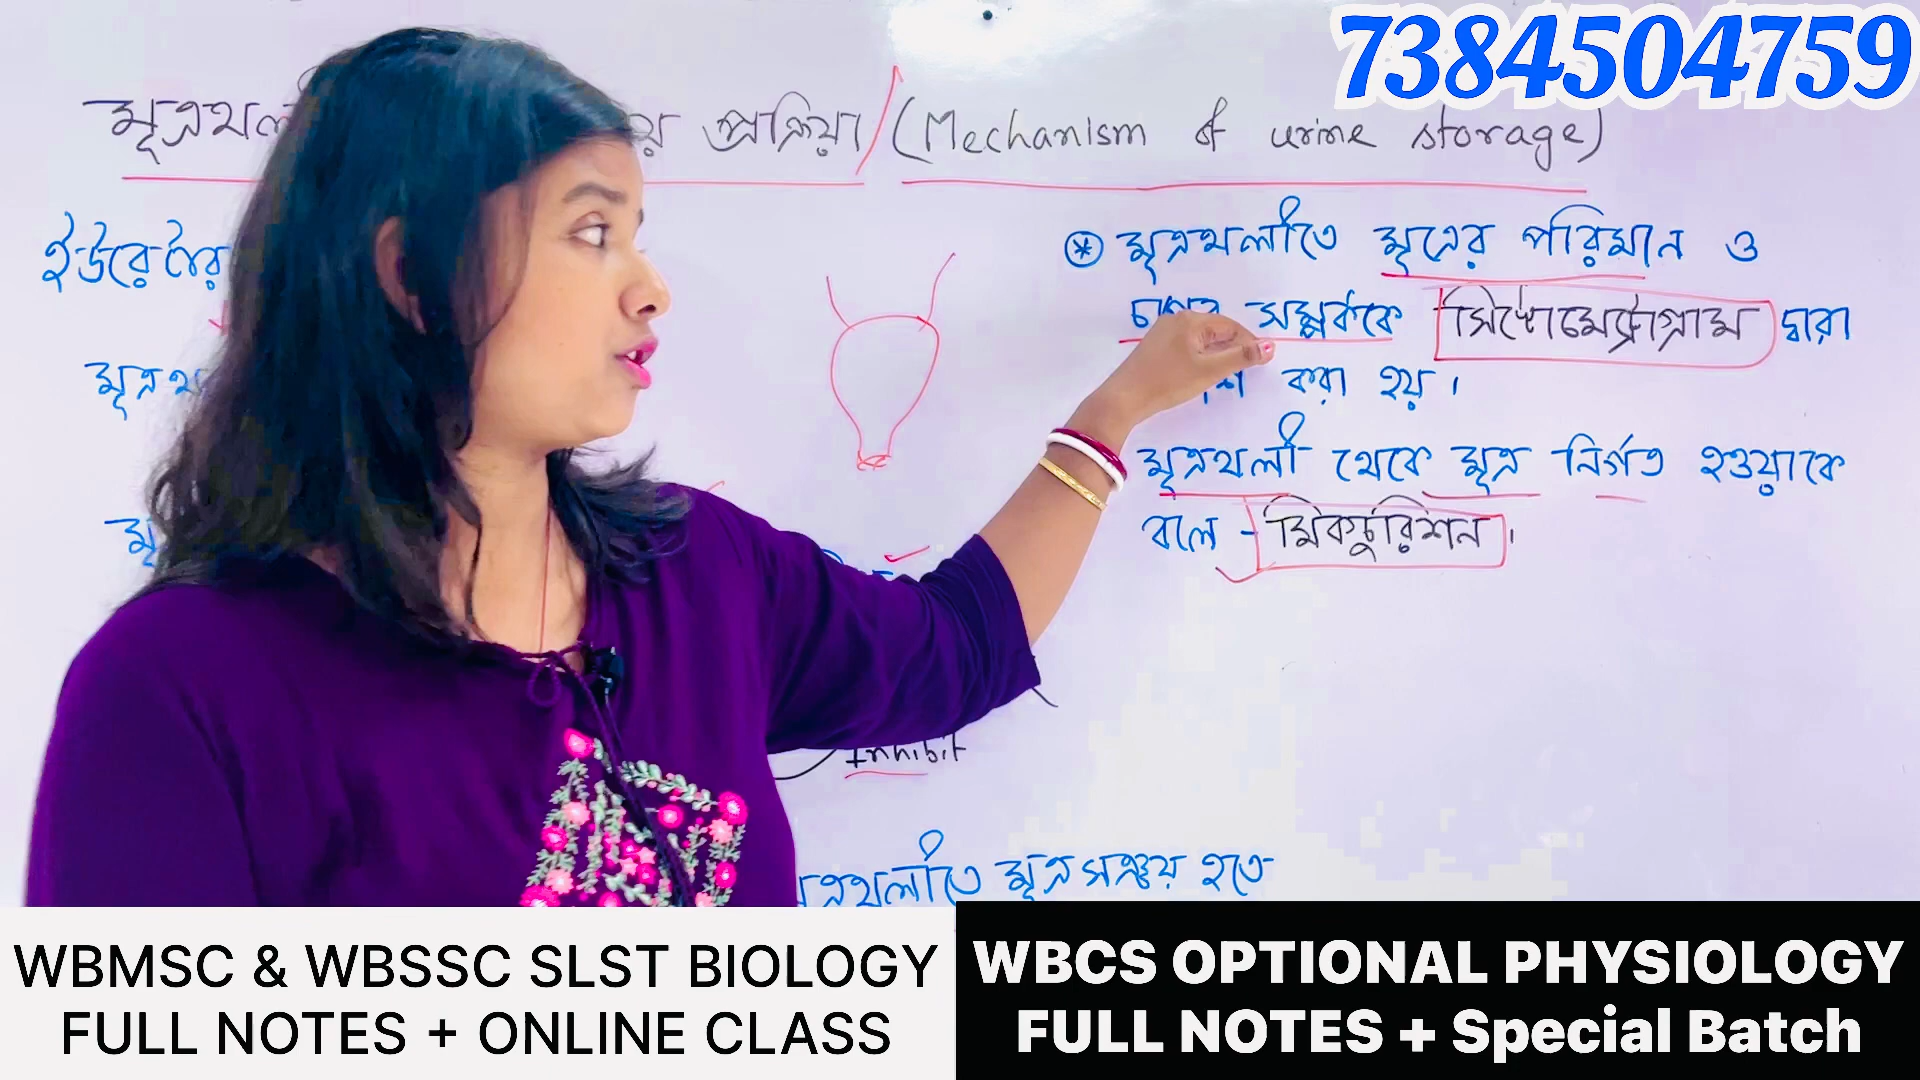 7384504759
প্রক্রিয়া / (Mechanism of urine storage)
ইউরেটার
⊛ মূত্রথলীতে মূত্রের পরিমান ও
সম্পর্ককে সিস্টোমেট্রোগ্রাম দ্বারা
করা হয়।
মূত্রথলী থেকে মূত্র নির্গত হওয়াকে
বলে - মিকচুরিশন।
Inhibit
মূত্রথলীতে মূত্র সঞ্চয় হতে
WBMSC & WBSSC SLST BIOLOGY
FULL NOTES + ONLINE CLASS
WBCS OPTIONAL PHYSIOLOGY
FULL NOTES + Special Batch